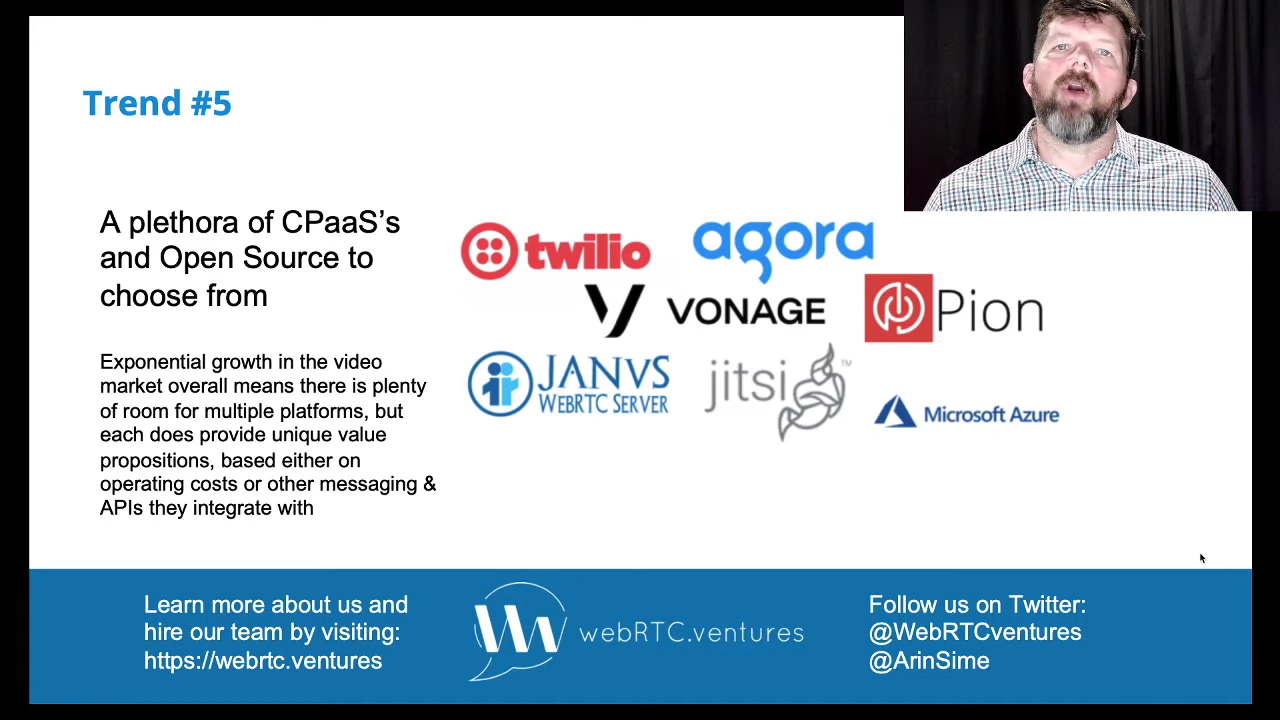 Trend #5
A plethora of CPaaS’s
and Open Source to
choose from
Exponential growth in the video
market overall means there is plenty
of room for multiple platforms, but
each does provide unique value
propositions, based either on
operating costs or other messaging &
APIs they integrate with
twilio
agora
VONAGE
Pion
JANVS
WEBRTC SERVER
jitsi™
Microsoft Azure
Learn more about us and
hire our team by visiting:
https://webrtc.ventures
webRTC.ventures
Follow us on Twitter:
@WebRTCventures
@ArinSime